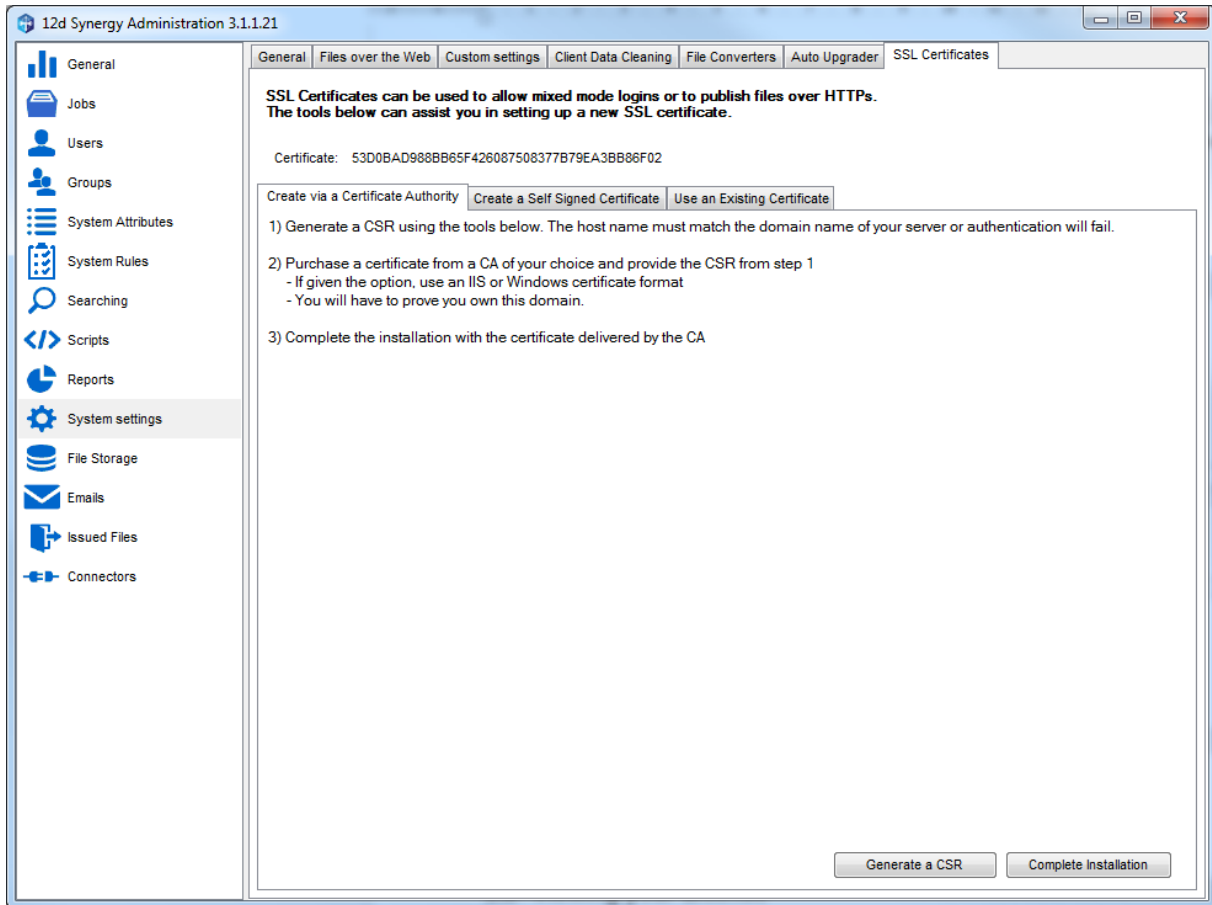 12d Synergy Administration 3.1.1.21
General
Jobs
Users
Groups
System Attributes
System Rules
Searching
Scripts
Reports
System settings
File Storage
Emails
Issued Files
Connectors
General Files over the Web Custom settings Client Data Cleaning File Converters Auto Upgrader SSL Certificates
SSL Certificates can be used to allow mixed mode logins or to publish files over HTTPs.
The tools below can assist you in setting up a new SSL certificate.
Certificate: 53D0BAD988BB65F426087508377B79EA3BB86F02
Create via a Certificate Authority Create a Self Signed Certificate Use an Existing Certificate
1) Generate a CSR using the tools below. The host name must match the domain name of your server or authentication will fail.
2) Purchase a certificate from a CA of your choice and provide the CSR from step 1
- If given the option, use an IIS or Windows certificate format
- You will have to prove you own this domain.
3) Complete the installation with the certificate delivered by the CA
Generate a CSR Complete Installation